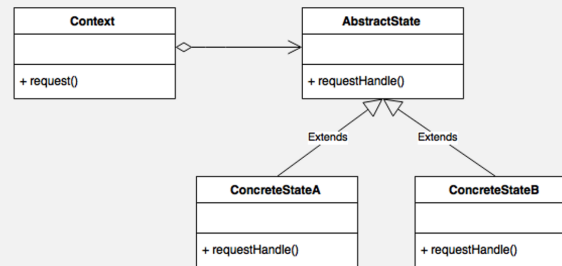 Context
AbstractState
+ request()
+ requestHandle()
Extends
Extends
ConcreteStateA
ConcreteStateB
+ requestHandle()
+ requestHandle()